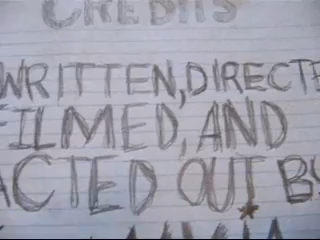 CREDITS
WRITTEN, DIRECTE
FILMED, AND
ACTED OUT BY